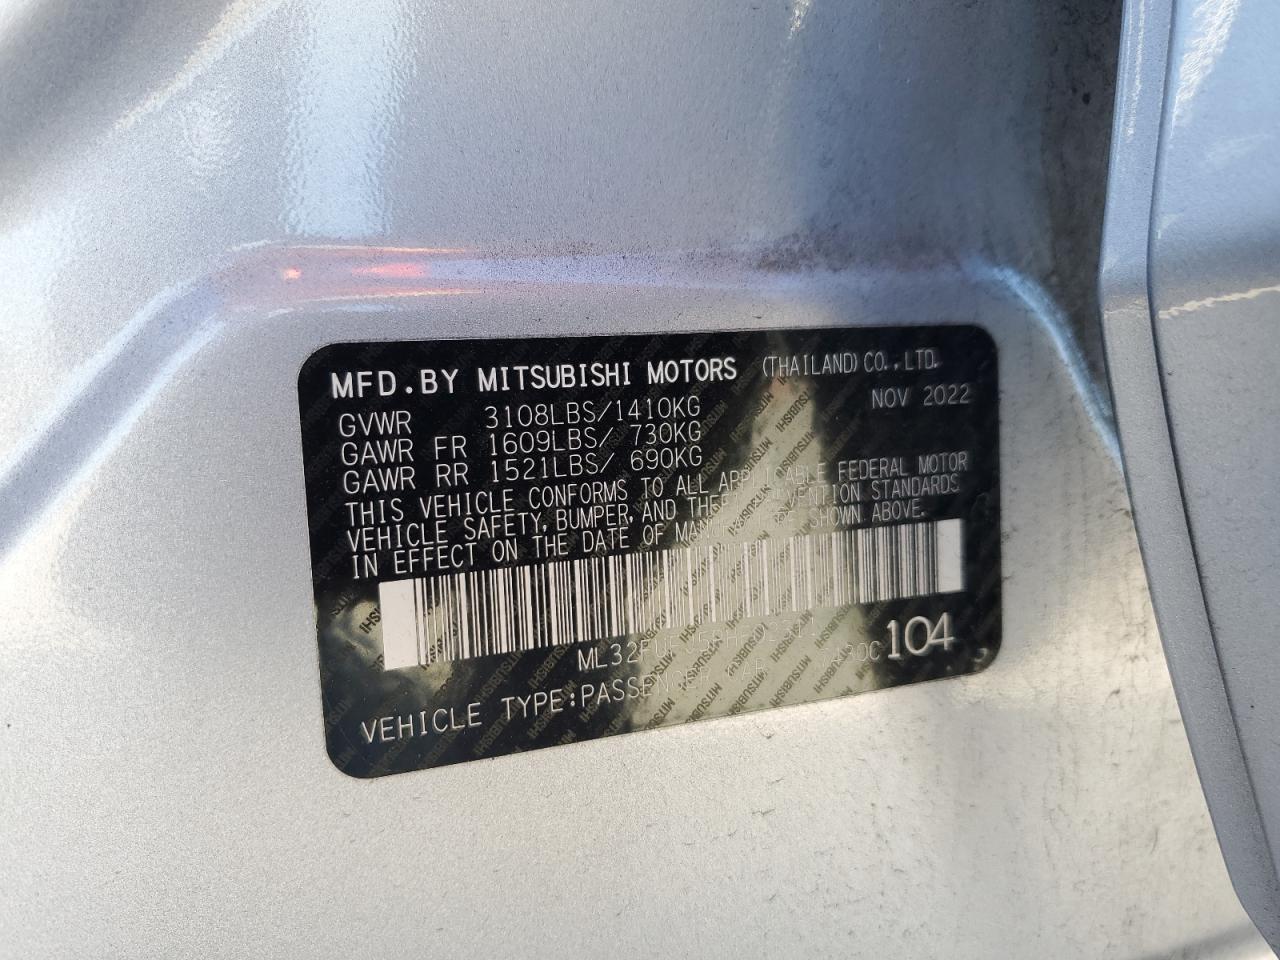 MFD.BY MITSUBISHI MOTORS (THAILAND) CO.,LTD.
GVWR 3108LBS/1410KG NOV 2022
GAWR FR 1609LBS/ 730KG
GAWR RR 1521LBS/ 690KG
THIS VEHICLE CONFORMS TO ALL APPLICABLE FEDERAL MOTOR
VEHICLE SAFETY, BUMPER, AND THEFT PREVENTION STANDARDS
IN EFFECT ON THE DATE OF MANUFACTURE SHOWN ABOVE.
104
VEHICLE TYPE:PASSENGER